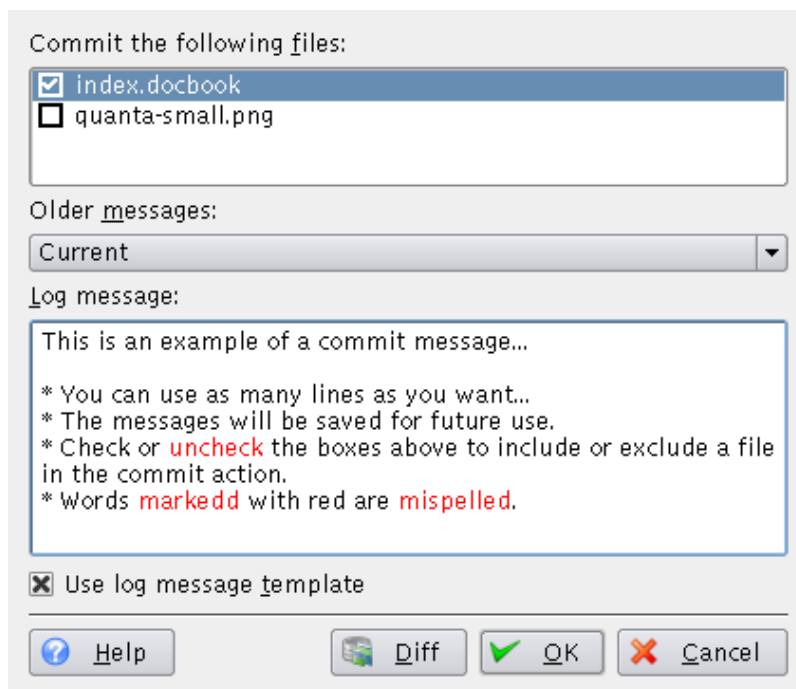 Commit the following files:
index.docbook
quanta-small.png
Older messages:
Current
Log message:
This is an example of a commit message...
* You can use as many lines as you want...
* The messages will be saved for future use.
* Check or uncheck the boxes above to include or exclude a file
in the commit action.
* Words markedd with red are mispelled.
Use log message template
Help Diff OK Cancel